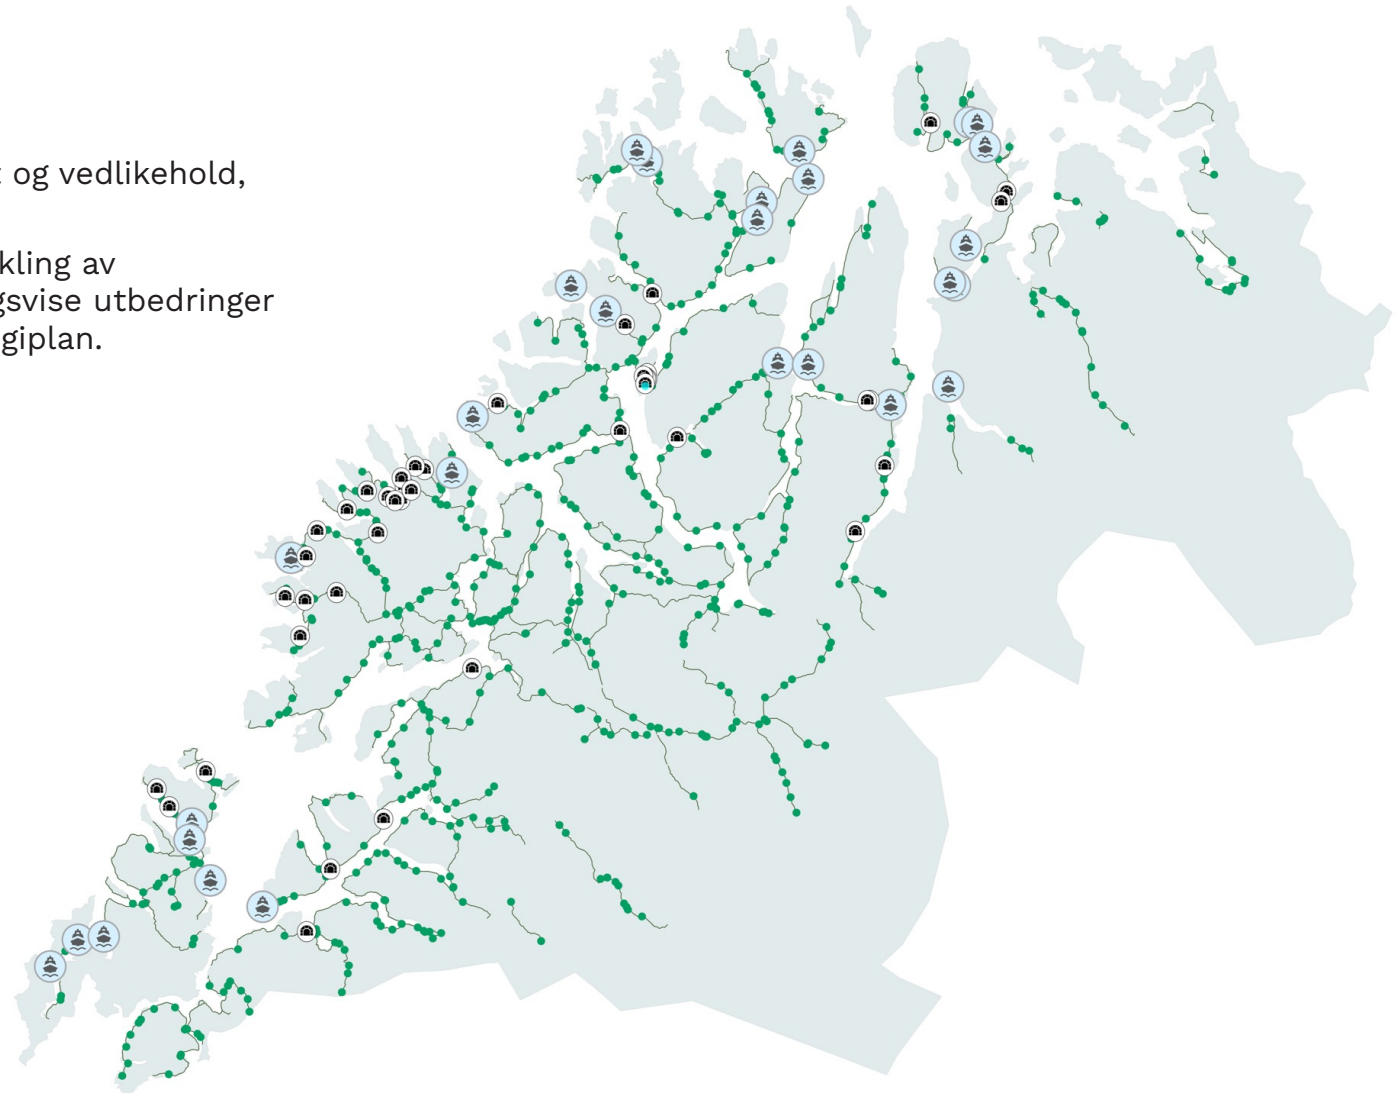 og vedlikehold,
kling av
gsvise utbedringer
giplan.